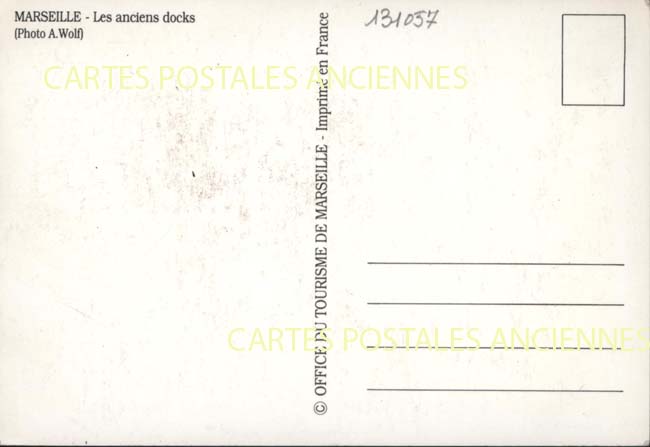 MARSEILLE - Les anciens docks
(Photo A.Wolf)
131057
CARTES POSTALES ANCIENNES
© OFFICE DU TOURISME DE MARSEILLE - Imprimé en France
CARTES POSTALES ANCIENNES